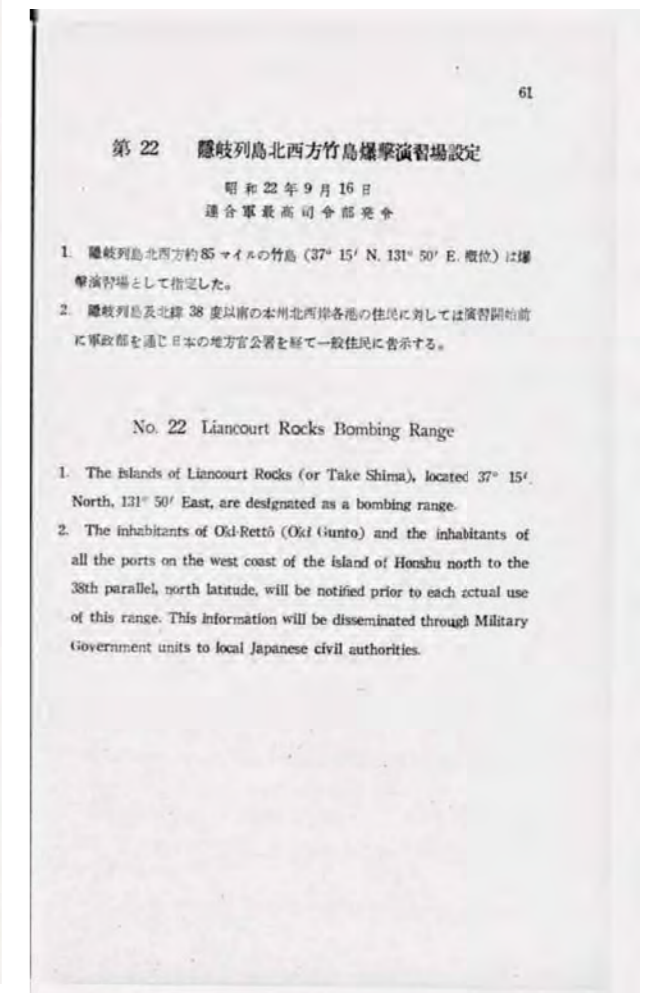 61
第 22 隱岐列島北西方竹島爆擊演習場設定
昭和22年9月16日
連合軍最高司令部発令
1. 隱岐列島北西方約85マイルの竹島 (37° 15′ N. 131° 50′ E. 概位) は爆
擊演習場として指定した。
2. 隱岐列島及北緯 38 度以南の本州北西岸各港の住民に対しては演習開始前
に軍政部を通じ日本の地方官公署を経て一般住民に告示する。
No. 22 Liancourt Rocks Bombing Range
1. The islands of Liancourt Rocks (or Take Shima), located 37° 15′
North, 131° 50′ East, are designated as a bombing range.
2. The inhabitants of Oki-Rettô (Oki Gunto) and the inhabitants of
all the ports on the west coast of the island of Honshu north to the
38th parallel, north latitude, will be notified prior to each actual use
of this range. This information will be disseminated through Military
Government units to local Japanese civil authorities.